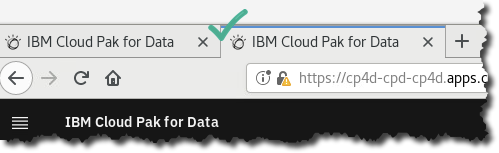 IBM Cloud Pak for Data
IBM Cloud Pak for Data
https://cp4d-cpd-cp4d.apps.c
IBM Cloud Pak for Data